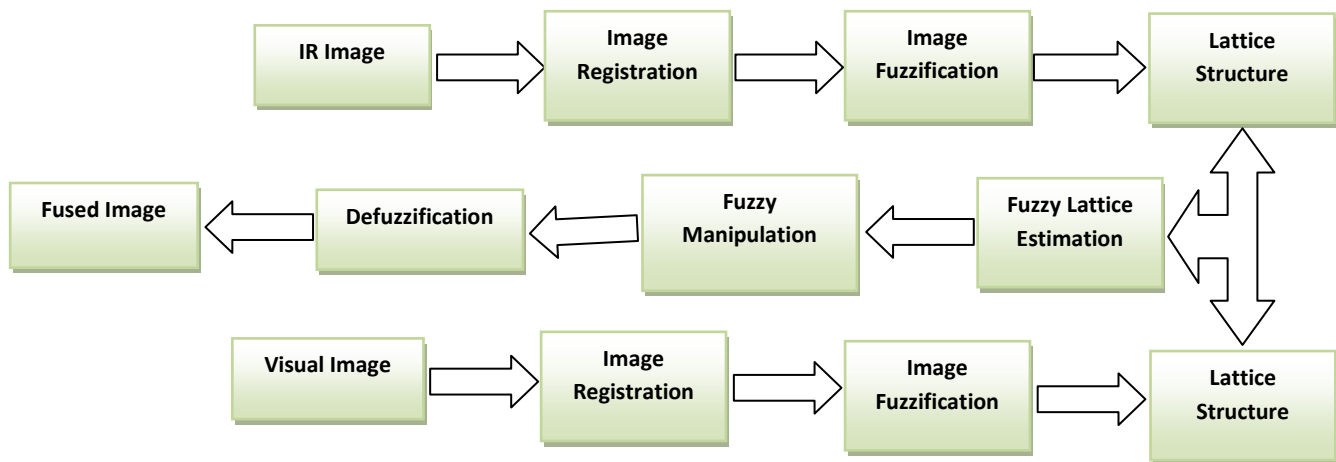 IR Image
Image
Registration
Image
Fuzzification
Lattice
Structure
Fused Image
Defuzzification
Fuzzy
Manipulation
Fuzzy Lattice
Estimation
Visual Image
Image
Registration
Image
Fuzzification
Lattice
Structure